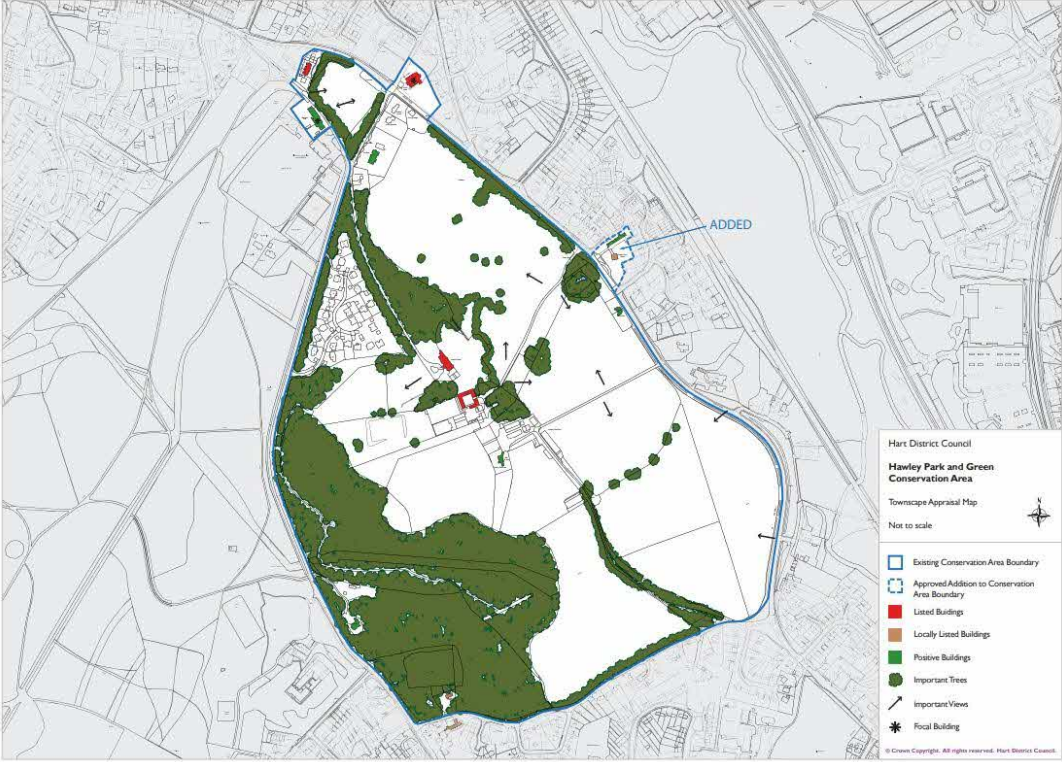 ADDED
Hart District Council
Hawley Park and Green
Conservation Area
Townscape Appraisal Map
Not to scale
N
Existing Conservation Area Boundary
Approved Addition to Conservation
Area Boundary
Listed Buidings
Locally Listed Buildings
Positive Buildings
Important Trees
Important Views
Focal Building
© Crown Copyright. All rights reserved. Hart District Council.